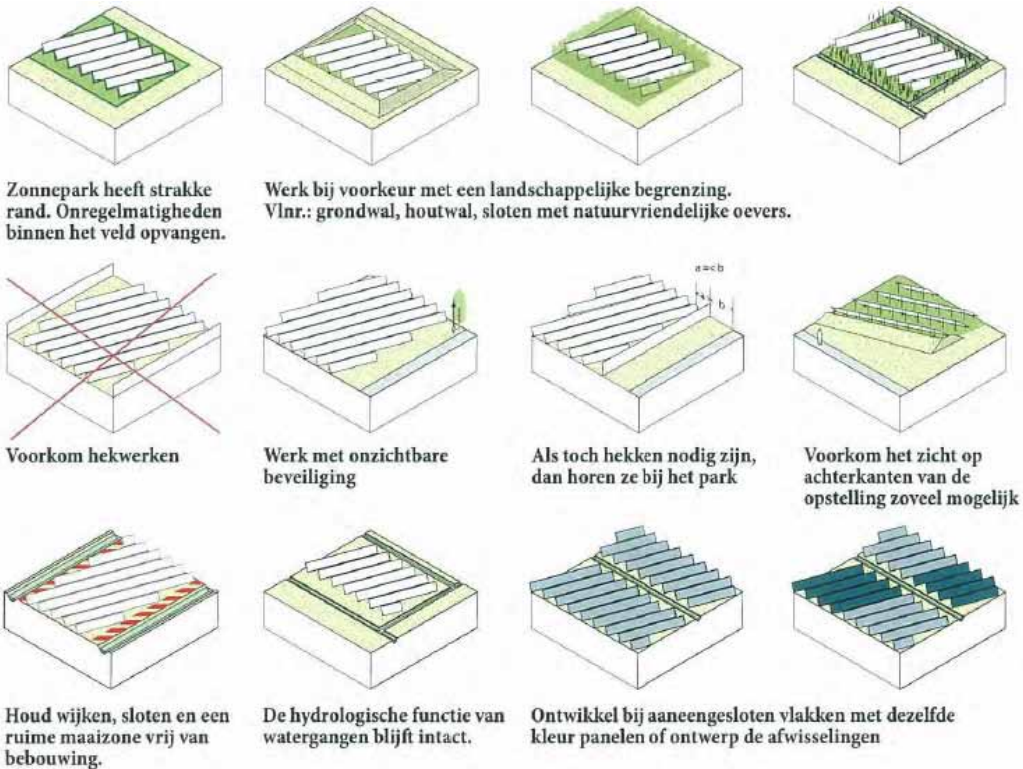 Zonnepark heeft strakke
rand. Onregelmatigheden
binnen het veld opvangen.
Werk bij voorkeur met een landschappelijke begrenzing.
Vlnr.: grondwal, houtwal, sloten met natuurvriendelijke oevers.
a=<b
b
Voorkom hekwerken
Werk met onzichtbare
beveiliging
Als toch hekken nodig zijn,
dan horen ze bij het park
Voorkom het zicht op
achterkanten van de
opstelling zoveel mogelijk
Houd wijken, sloten en een
ruime maaizone vrij van
bebouwing.
De hydrologische functie van
watergangen blijft intact.
Ontwikkel bij aaneengesloten vlakken met dezelfde
kleur panelen of ontwerp de afwisselingen